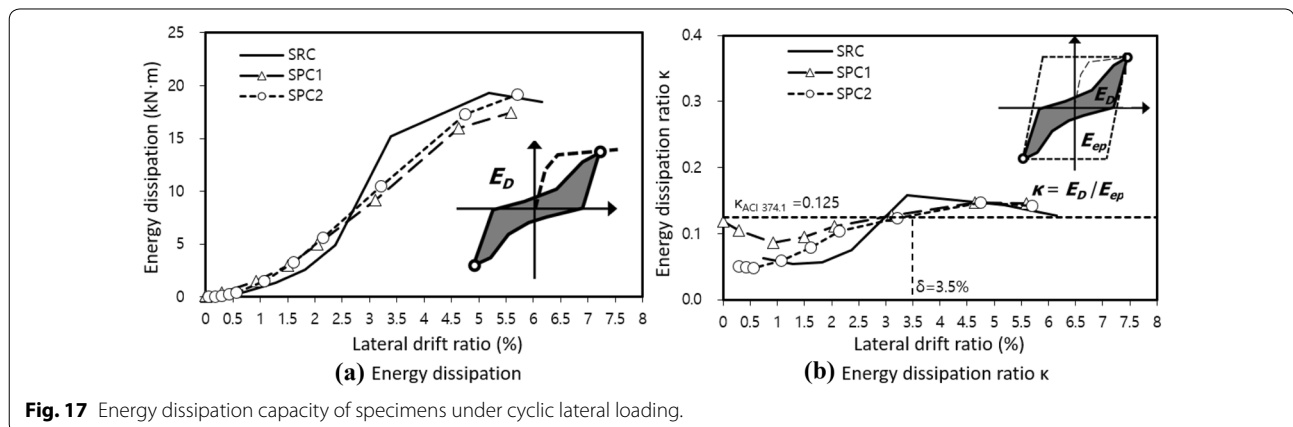 25
20
15
10
5
0
Energy dissipation (kN·m)
SRC
SPC1
SPC2
E_D
0 0.5 1 1.5 2 2.5 3 3.5 4 4.5 5 5.5 6 6.5 7 7.5 8
Lateral drift ratio (%)
(a) Energy dissipation
0.4
0.3
0.2
0.1
0.0
Energy dissipation ratio κ
SRC
SPC1
SPC2
E_D
E_ep
κ = E_D / E_ep
κ_ACI 374.1 =0.125
δ=3.5%
0 0.5 1 1.5 2 2.5 3 3.5 4 4.5 5 5.5 6 6.5 7 7.5 8
Lateral drift ratio (%)
(b) Energy dissipation ratio κ
Fig. 17 Energy dissipation capacity of specimens under cyclic lateral loading.